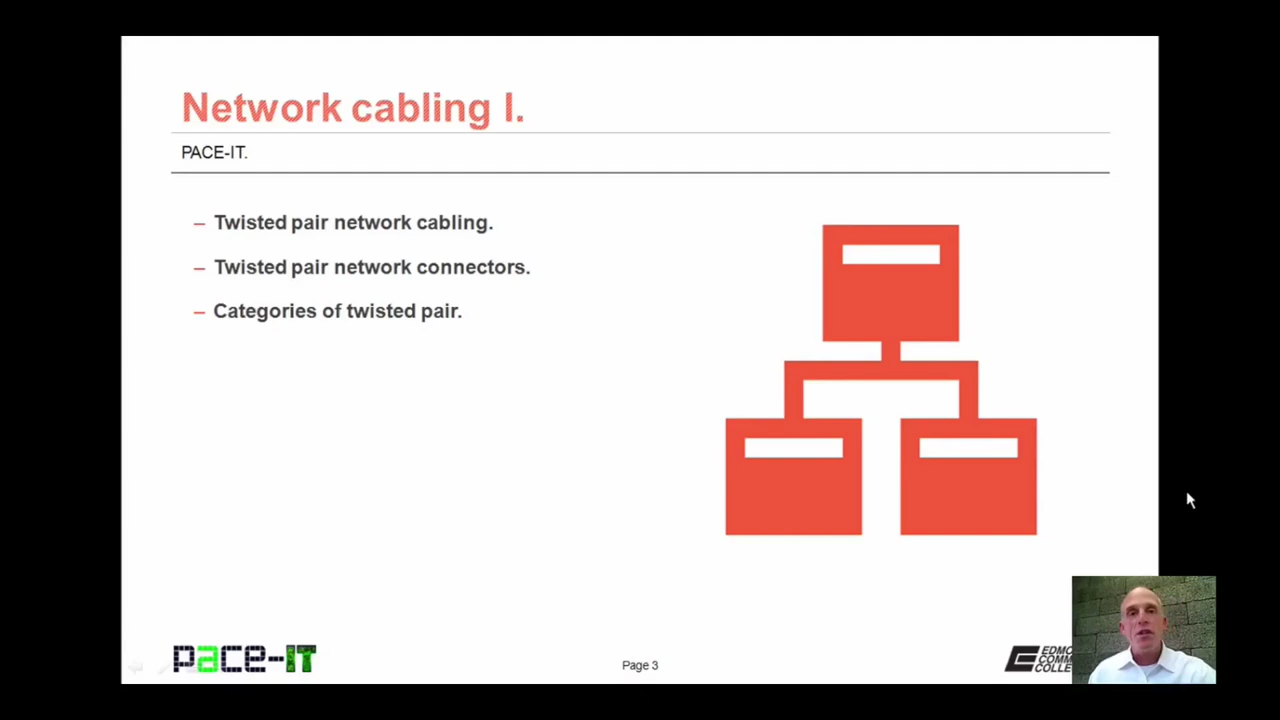 Network cabling I.
PACE-IT.
– Twisted pair network cabling.
– Twisted pair network connectors.
– Categories of twisted pair.
pace-IT
Page 3